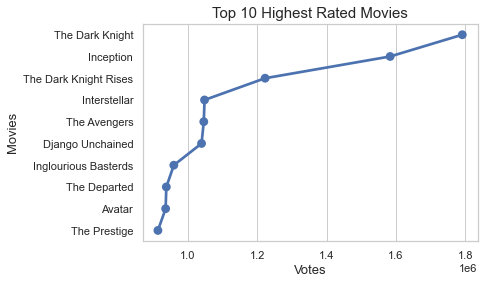 Top 10 Highest Rated Movies
The Dark Knight
Inception
The Dark Knight Rises
Interstellar
The Avengers
Django Unchained
Inglourious Basterds
The Departed
Avatar
The Prestige
Movies
1.0 1.2 1.4 1.6 1.8
1e6
Votes